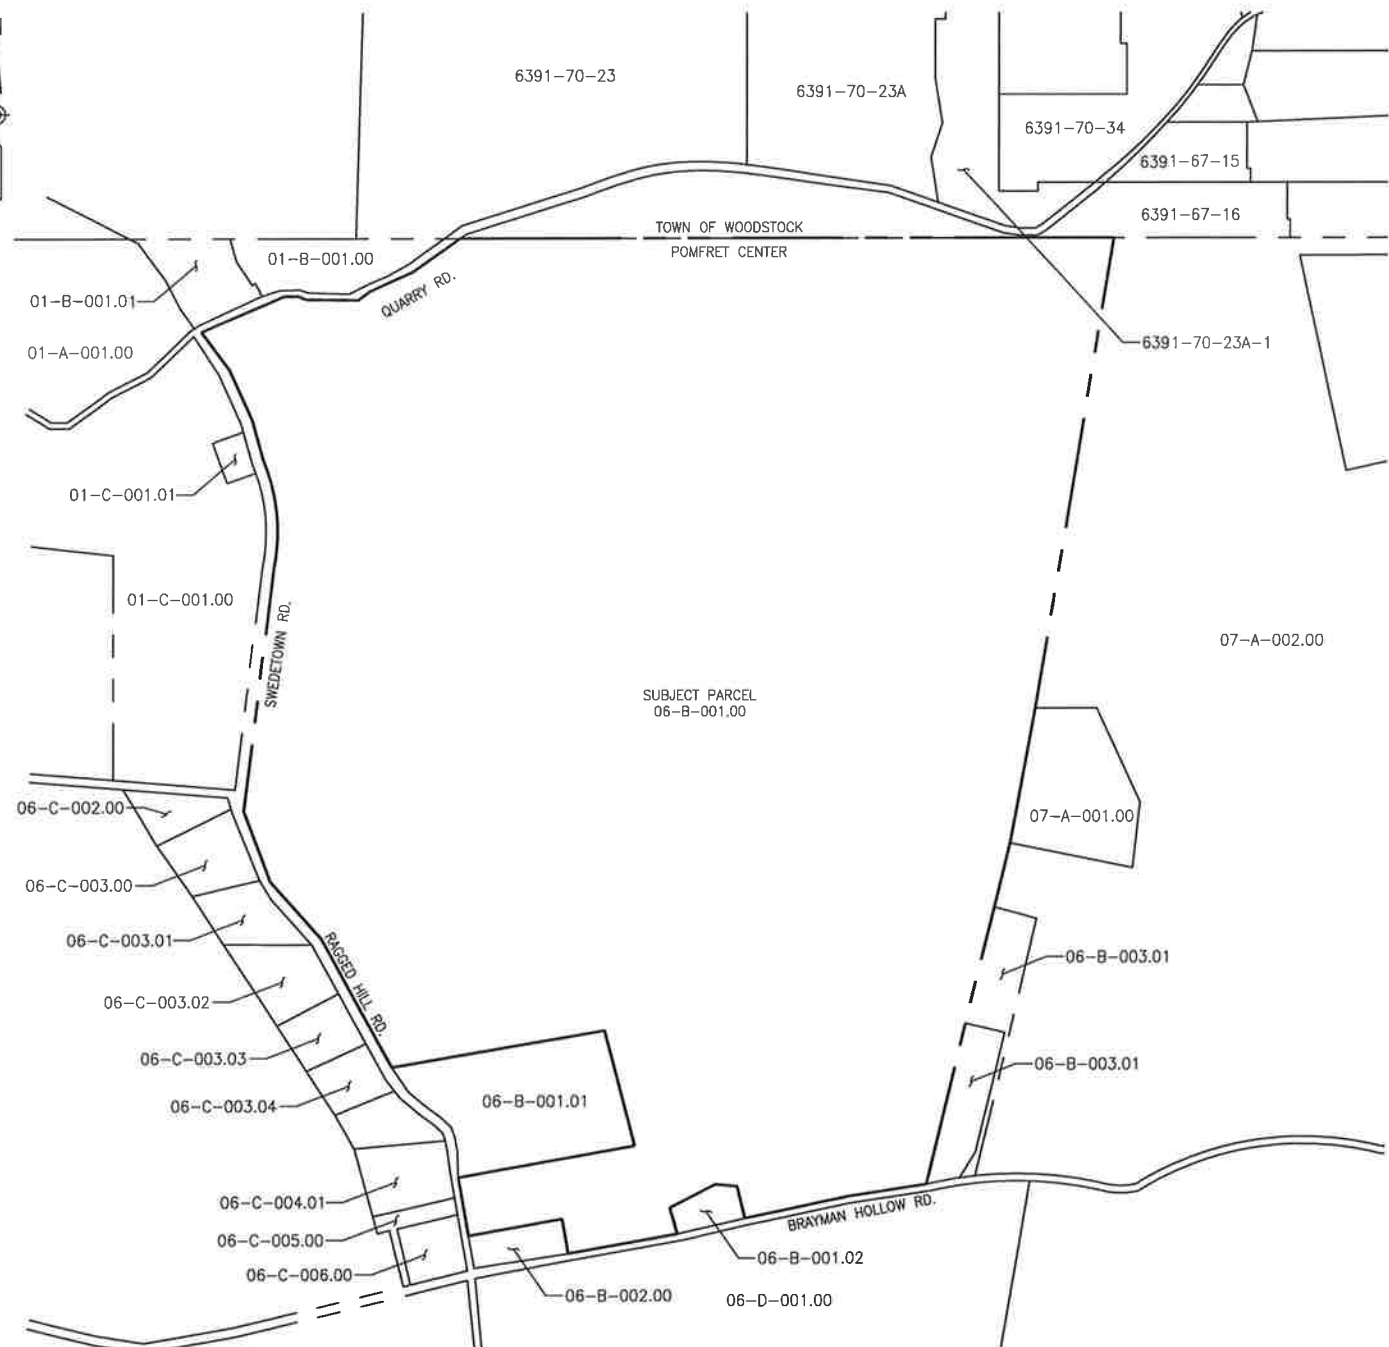 6391-70-23
6391-70-23A
6391-70-34
6391-67-15
6391-67-16
TOWN OF WOODSTOCK
POMFRET CENTER
01-B-001.00
01-B-001.01
QUARRY RD.
01-A-001.00
6391-70-23A-1
01-C-001.01
01-C-001.00
SWEDETOWN RD.
07-A-002.00
SUBJECT PARCEL
06-B-001.00
06-C-002.00
07-A-001.00
06-C-003.00
06-C-003.01
RAGGED HILL RD.
06-B-003.01
06-C-003.02
06-C-003.03
06-B-003.01
06-C-003.04
06-B-001.01
06-C-004.01
BRAYMAN HOLLOW RD.
06-C-005.00
06-B-001.02
06-C-006.00
06-B-002.00
06-D-001.00